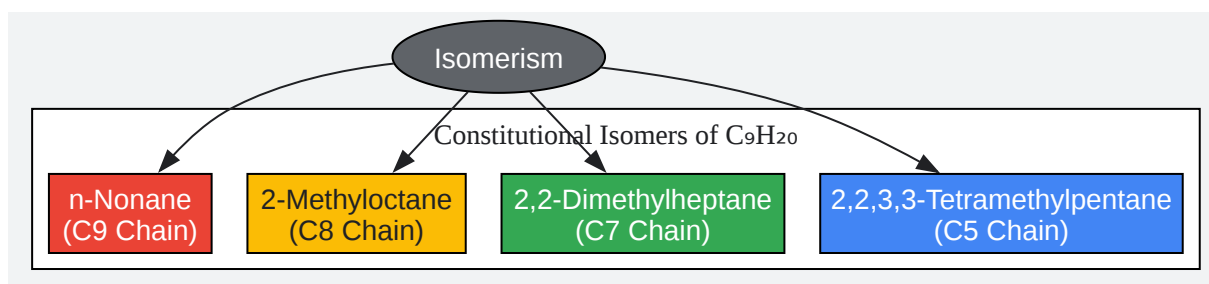 Isomerism
Constitutional Isomers of C₉H₂₀
n-Nonane
(C9 Chain)
2-Methyloctane
(C8 Chain)
2,2-Dimethylheptane
(C7 Chain)
2,2,3,3-Tetramethylpentane
(C5 Chain)